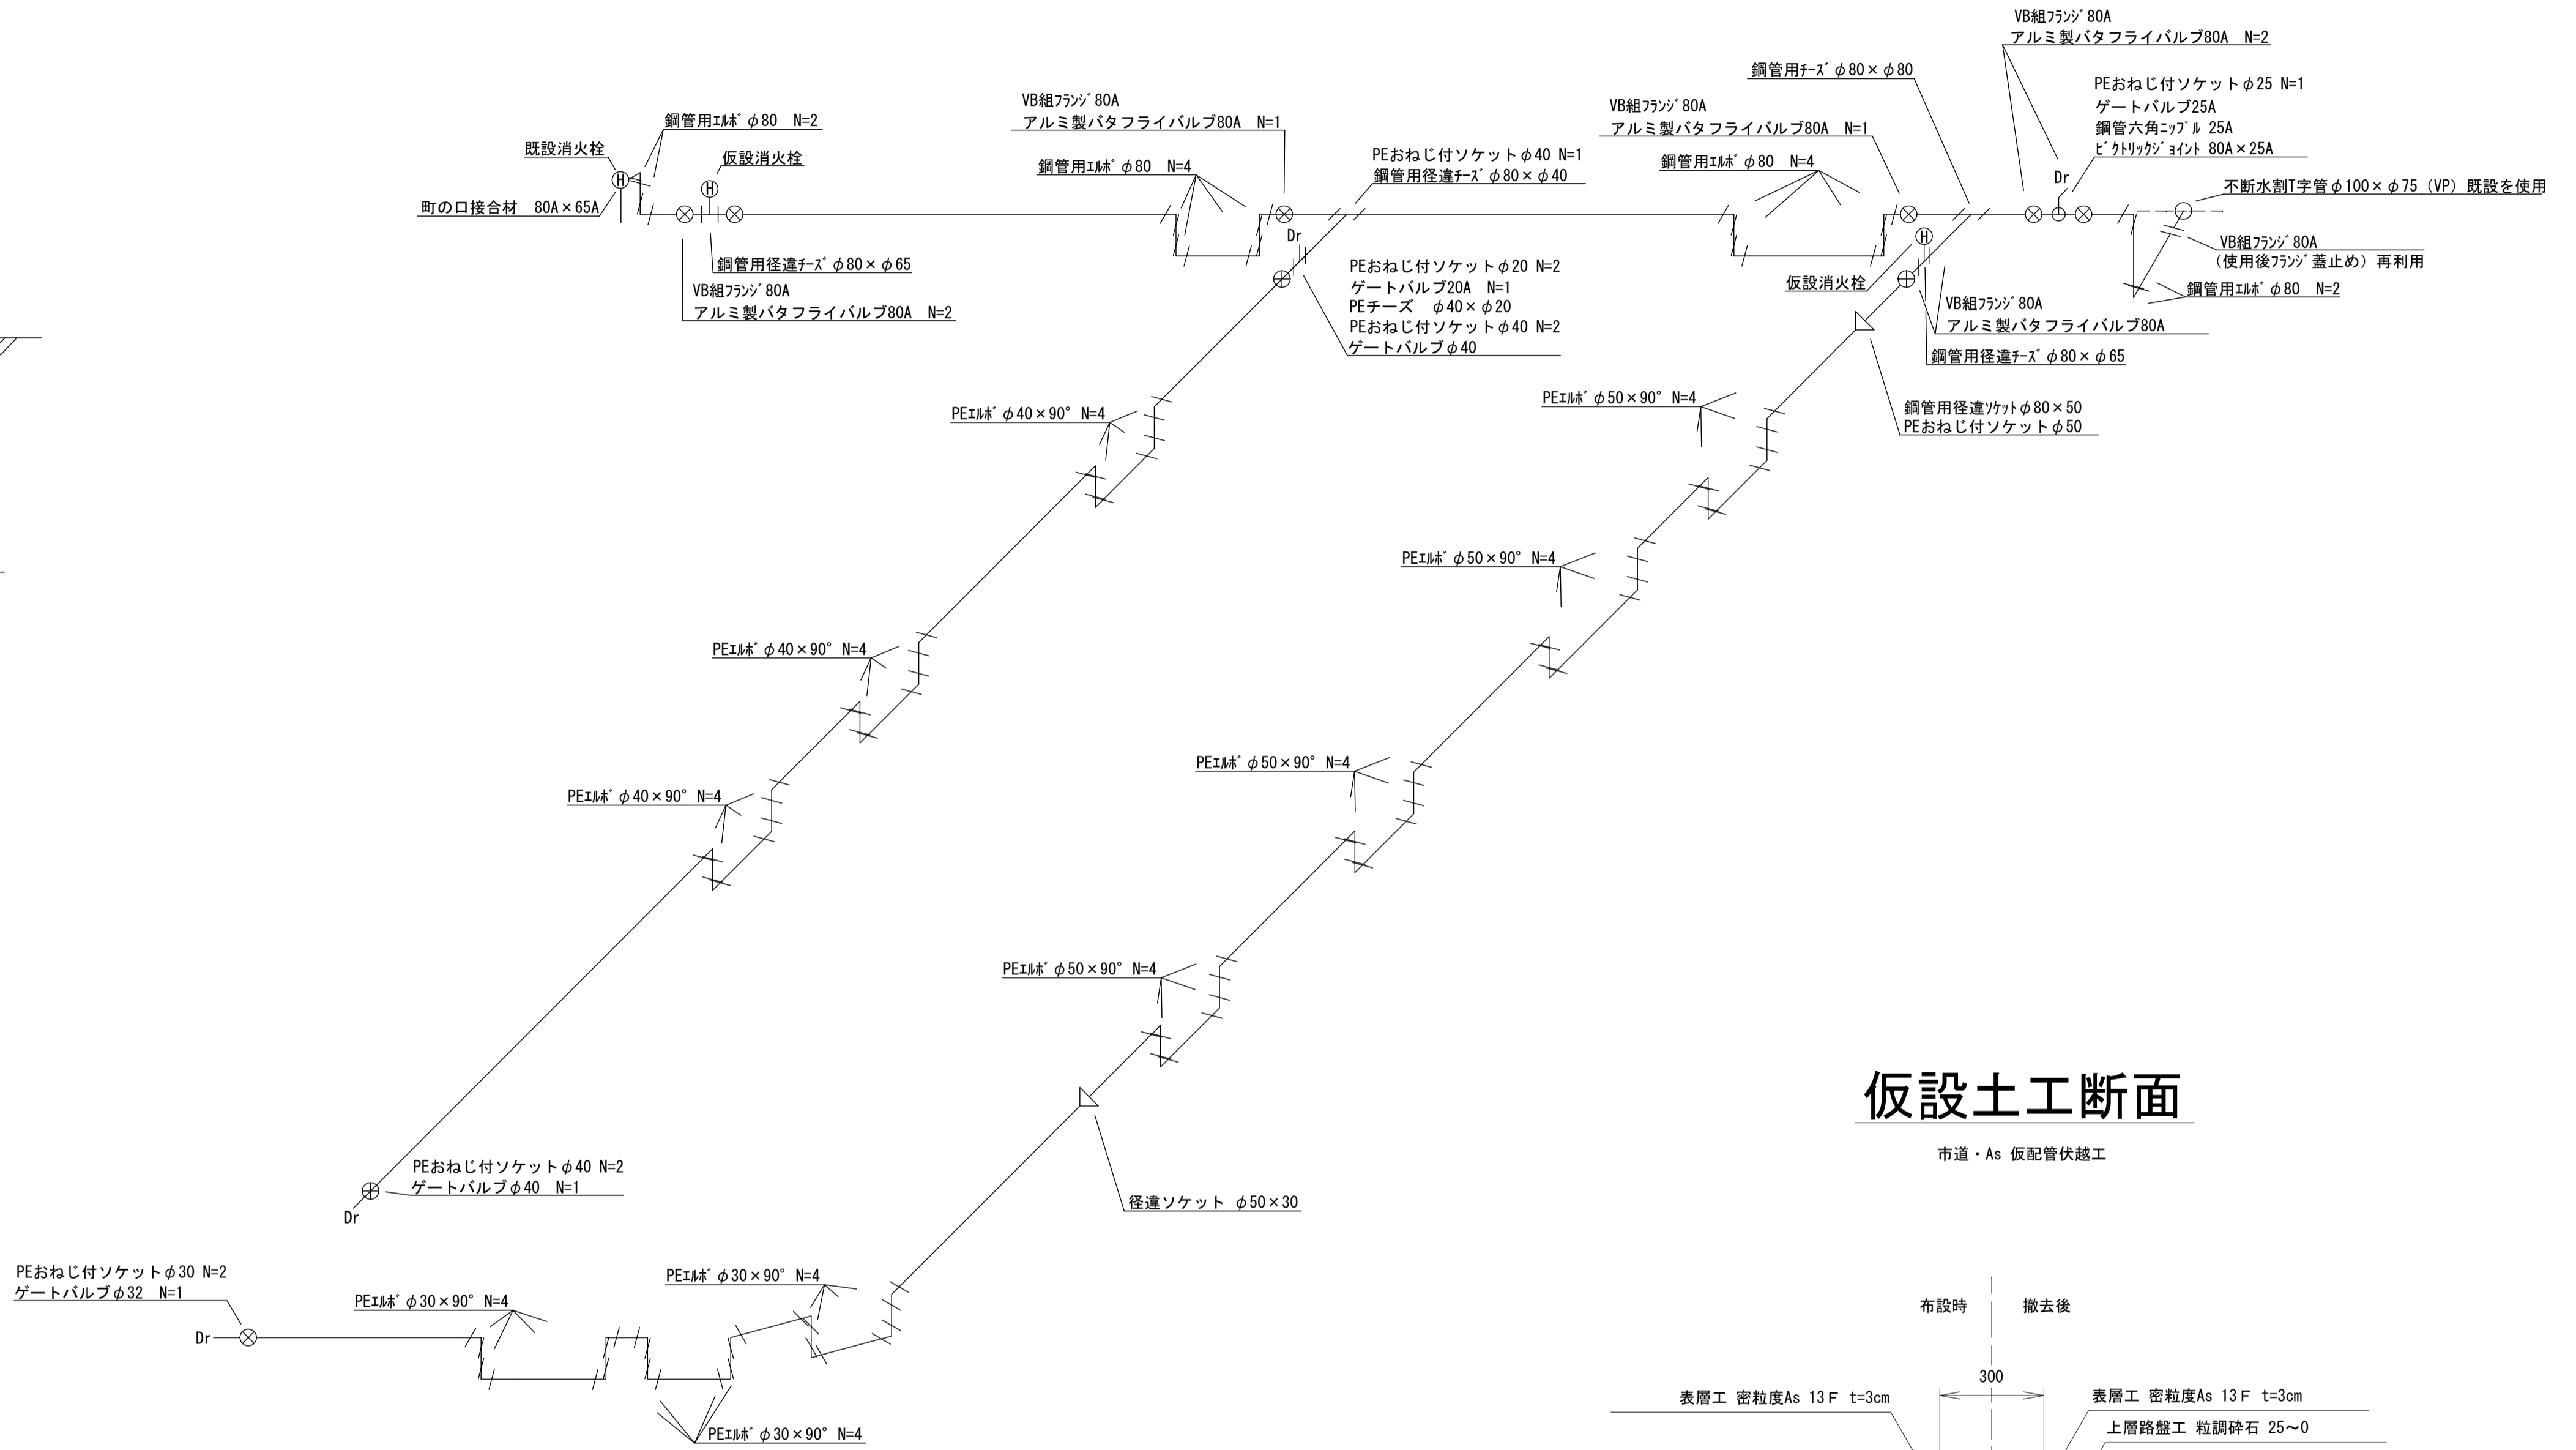 VB組ﾌﾗﾝｼﾞ80A
アルミ製バタフライバルブ80A N=2
鋼管用ﾁｰｽﾞφ80×φ80
PEおねじ付ソケットφ25 N=1
ゲートバルブ25A
鋼管六角ﾆｯﾌﾟﾙ 25A
ﾋﾞｸﾄﾘｯｸｼﾞｮｲﾝﾄ 80A×25A
VB組ﾌﾗﾝｼﾞ80A
アルミ製バタフライバルブ80A N=1
VB組ﾌﾗﾝｼﾞ80A
アルミ製バタフライバルブ80A N=1
鋼管用ｴﾙﾎﾞφ80 N=2
既設消火栓
仮設消火栓
H
H
町のロ接合材 80A×65A
鋼管用ｴﾙﾎﾞφ80 N=4
PEおねじ付ソケットφ40 N=1
鋼管用径違ﾁｰｽﾞφ80×φ40
鋼管用ｴﾙﾎﾞφ80 N=4
Dr
不断水割T字管φ100×φ75 (VP) 既設を使用
VB組ﾌﾗﾝｼﾞ80A
(使用後ﾌﾗﾝｼﾞ蓋止め) 再利用
鋼管用ｴﾙﾎﾞφ80 N=2
鋼管用径違ﾁｰｽﾞφ80×φ65
VB組ﾌﾗﾝｼﾞ80A
アルミ製バタフライバルブ80A N=2
Dr
PEおねじ付ソケットφ20 N=2
ゲートバルブ20A N=1
PEチーズ φ40×φ20
PEおねじ付ソケットφ40 N=2
ゲートバルブφ40
H
仮設消火栓
VB組ﾌﾗﾝｼﾞ80A
アルミ製バタフライバルブ80A
鋼管用径違ﾁｰｽﾞφ80×φ65
鋼管用径違ｿｹｯﾄφ80×50
PEおねじ付ソケットφ50
PEｴﾙﾎﾞφ40×90° N=4
PEｴﾙﾎﾞφ50×90° N=4
PEｴﾙﾎﾞφ50×90° N=4
PEｴﾙﾎﾞφ40×90° N=4
PEｴﾙﾎﾞφ50×90° N=4
PEｴﾙﾎﾞφ40×90° N=4
PEｴﾙﾎﾞφ50×90° N=4
PEおねじ付ソケットφ40 N=2
ゲートバルブφ40 N=1
Dr
径違ソケット φ50×30
PEおねじ付ソケットφ30 N=2
ゲートバルブφ32 N=1
Dr
PEｴﾙﾎﾞφ30×90° N=4
PEｴﾙﾎﾞφ30×90° N=4
PEｴﾙﾎﾞφ30×90° N=4
仮設土工断面
市道・As 仮配管伏越工
布設時
撤去後
300
表層工 密粒度As 13F t=3cm
表層工 密粒度As 13F t=3cm
上層路盤工 粒調砕石 25～0